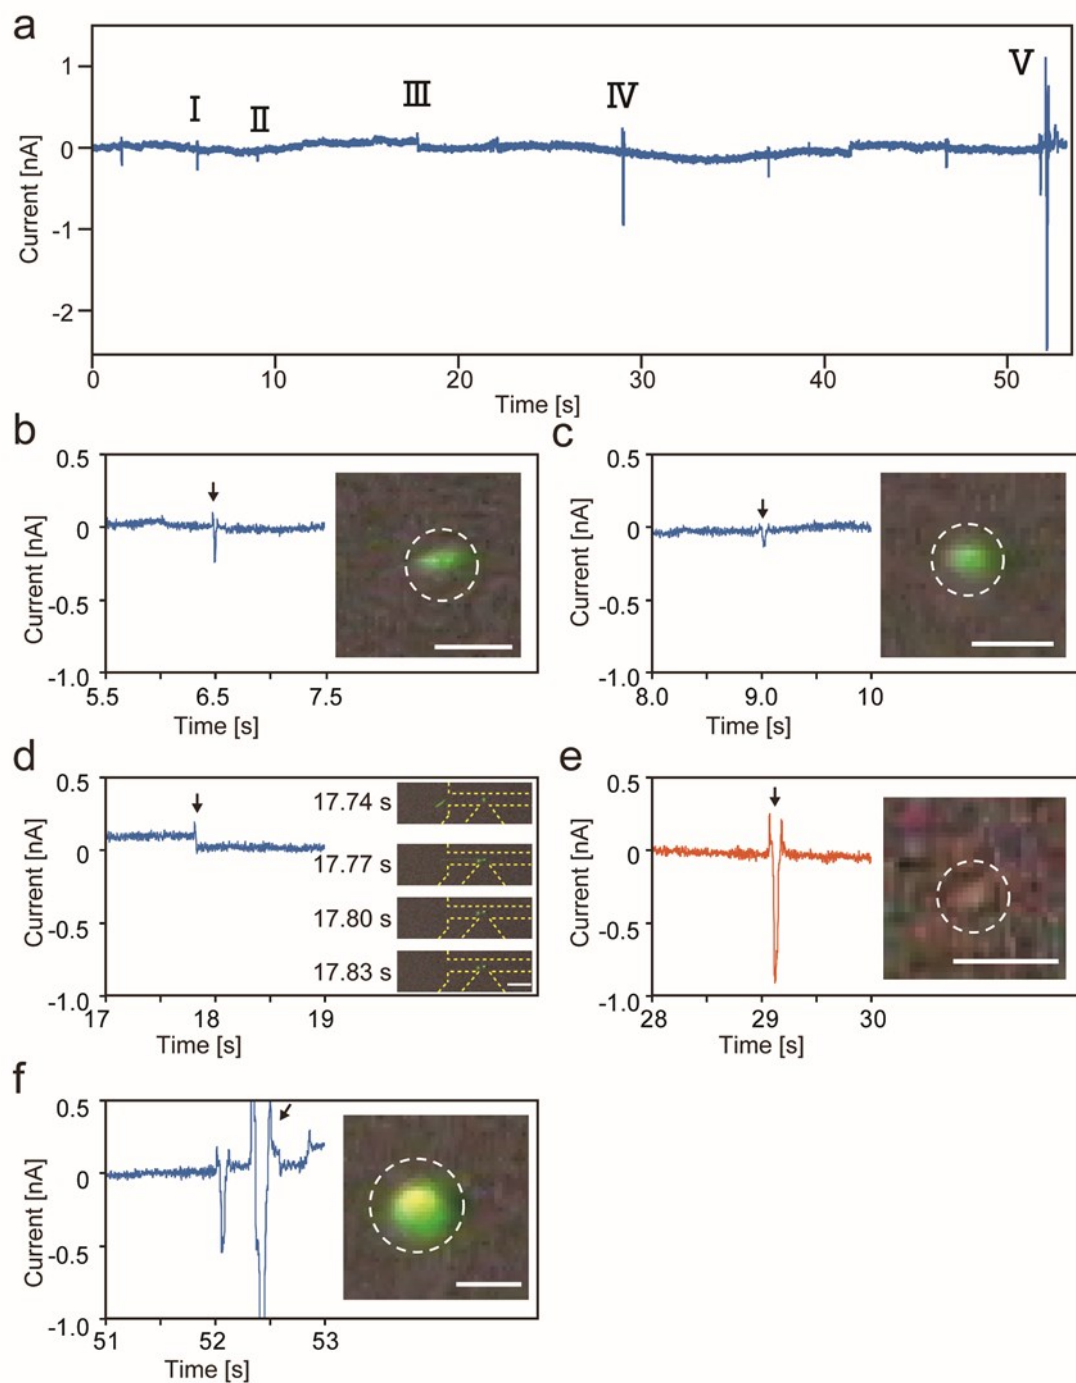 a
Current [nA]
1
0
-1
-2
I
II
III
IV
V
0
10
20
30
40
50
Time [s]
b
Current [nA]
0.5
0
-0.5
-1.0
5.5
6.5
7.5
Time [s]
c
Current [nA]
0.5
0
-0.5
-1.0
8.0
9.0
10
Time [s]
d
Current [nA]
0.5
0
-0.5
-1.0
17.74 s
17.77 s
17.80 s
17.83 s
17
18
19
Time [s]
e
Current [nA]
0.5
0
-0.5
-1.0
28
29
30
Time [s]
f
Current [nA]
0.5
0
-0.5
-1.0
51
52
53
Time [s]